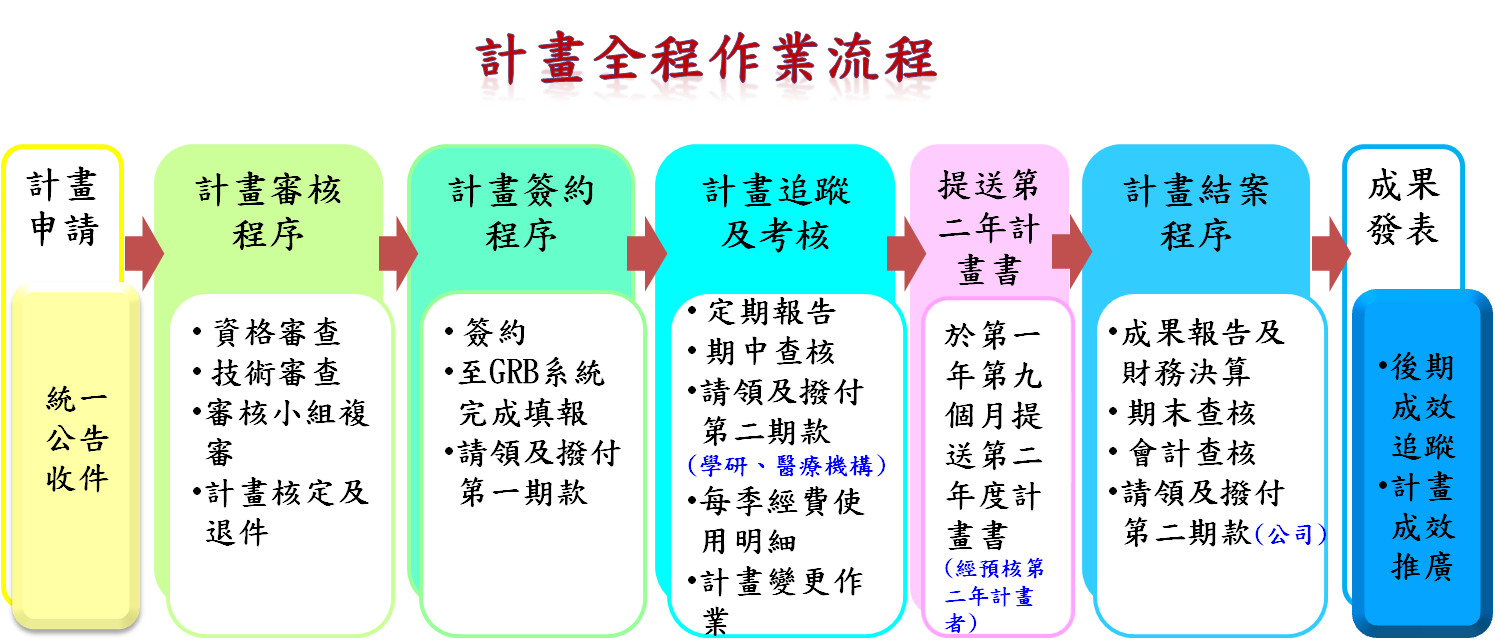 計畫全程作業流程
計畫
申請
統一
公告
收件
計畫審核
程序
• 資格審查
• 技術審查
•審核小組複
審
•計畫核定及
退件
計畫簽約
程序
• 簽約
•至GRB系統
完成填報
•請領及撥付
第一期款
計畫追蹤
及考核
• 定期報告
•期中查核
•請領及撥付
第二期款
(學研、醫療機構)
•每季經費使
用明細
•計畫變更作
業
提送第
二年計
畫書
於第一
年第九
個月提
送第二
年度計
畫書
(經預核第
二年計畫
者)
計畫結案
程序
•成果報告及
財務決算
• 期末查核
• 會計查核
•請領及撥付
第二期款(公司)
成果
發表
•後期
成效
追蹤
•計畫
成效
推廣